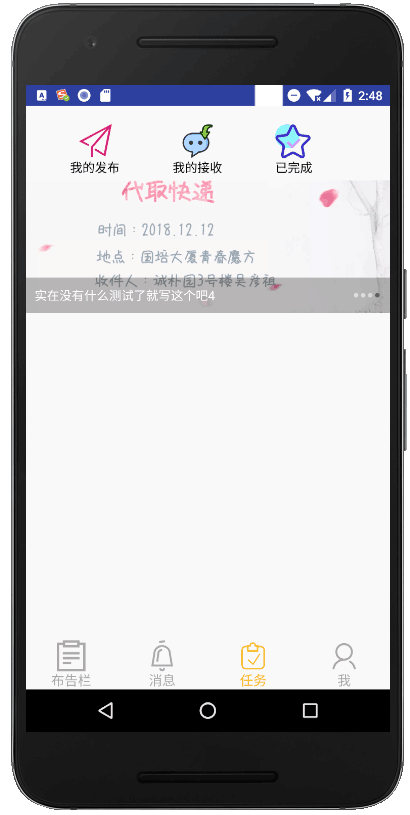 2:48
我的发布
我的接收
已完成
代取快递
时间：2018.12.12
地点：国培大厦青春魔方
收件人：诚朴园3号楼吴彦祖
实在没有什么测试了就写这个吧4
布告栏
消息
任务
我